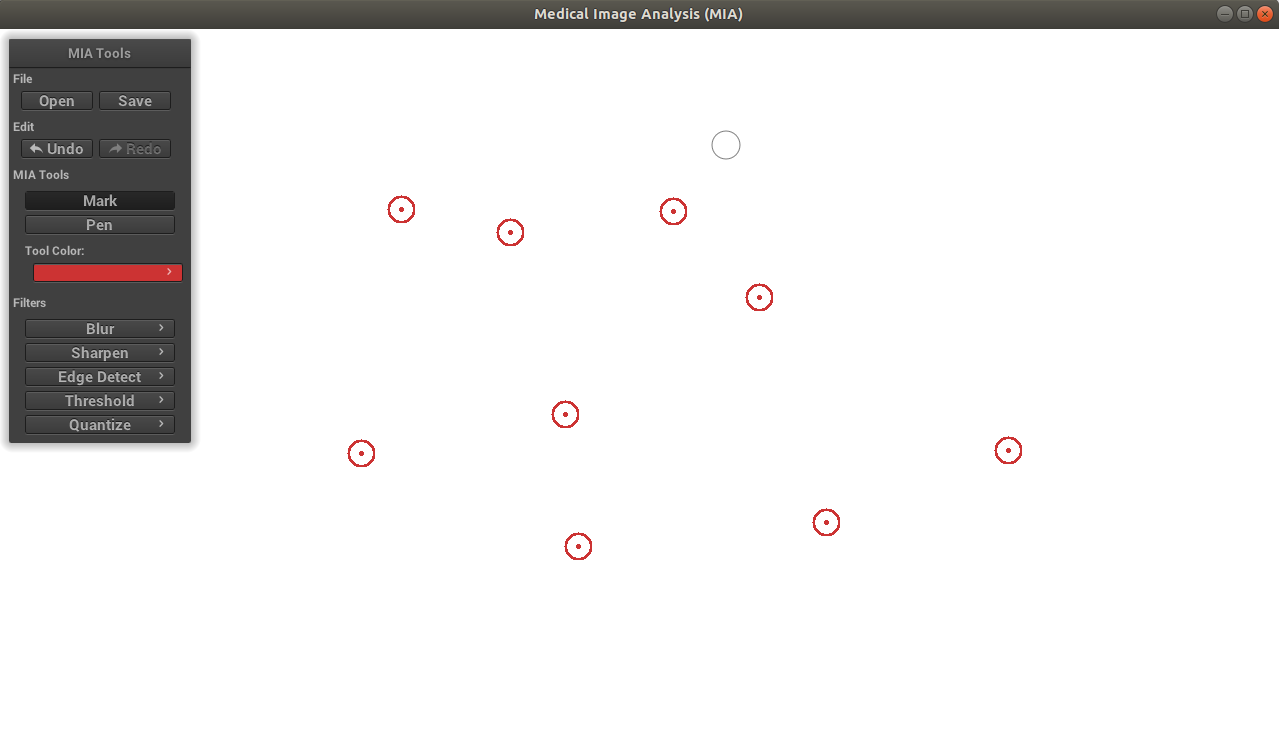 Medical Image Analysis (MIA)
MIA Tools
File
Open Save
Edit
Undo Redo
MIA Tools
Mark
Pen
Tool Color:
Filters
Blur
Sharpen
Edge Detect
Threshold
Quantize